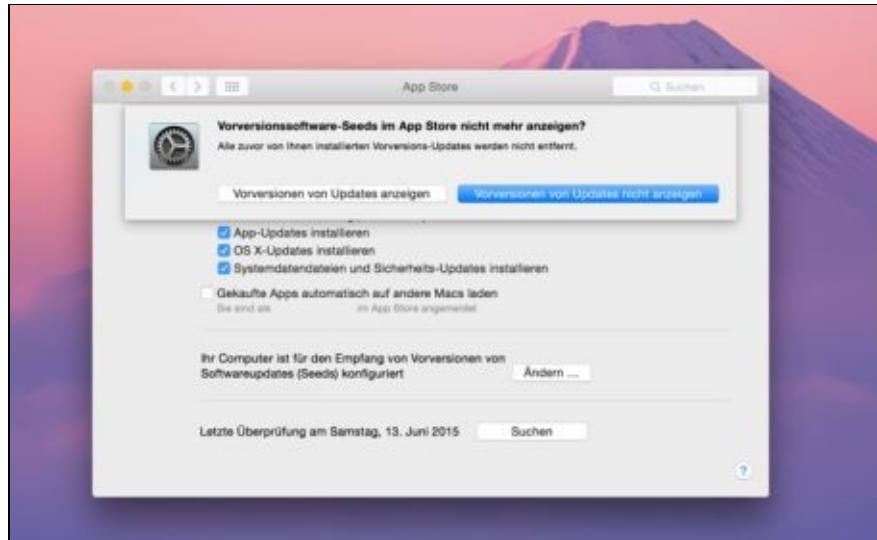 App Store
Suchen
Vorversionssoftware-Seeds im App Store nicht mehr anzeigen?
Alle zuvor von Ihnen installierten Vorversions-Updates werden nicht entfernt.
Vorversionen von Updates anzeigen
Vorversionen von Updates nicht anzeigen
App-Updates installieren
OS X-Updates installieren
Systemdatendateien und Sicherheits-Updates installieren
Gekaufte Apps automatisch auf andere Macs laden
Sie sind als im App Store angemeldet
Ihr Computer ist für den Empfang von Vorversionen von
Softwareupdates (Seeds) konfiguriert
Ändern ...
Letzte Überprüfung am Samstag, 13. Juni 2015
Suchen
?